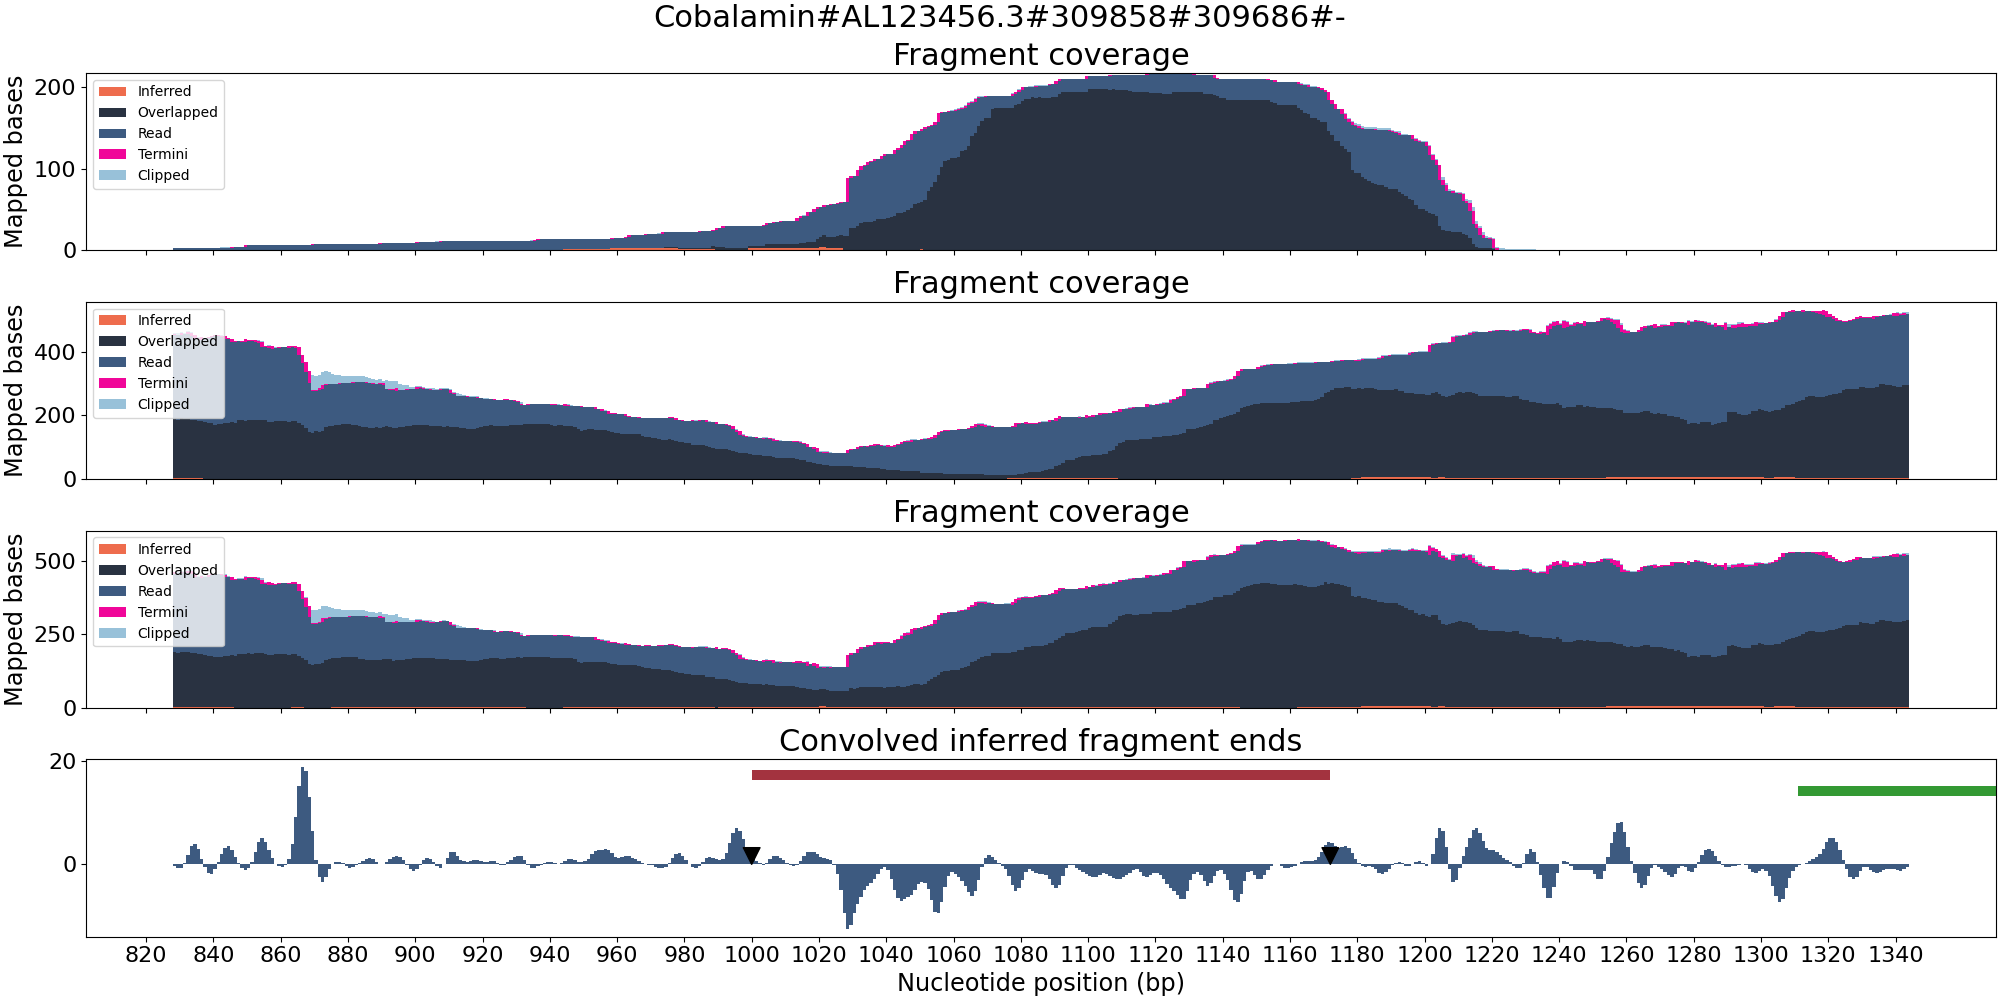 Cobalamin#AL123456.3#309858#309686#-
Fragment coverage
Mapped bases
200
100
0
Inferred
Overlapped
Read
Termini
Clipped
Fragment coverage
Mapped bases
400
200
0
Inferred
Overlapped
Read
Termini
Clipped
Fragment coverage
Mapped bases
500
250
0
Inferred
Overlapped
Read
Termini
Clipped
Convolved inferred fragment ends
20
0
820 840 860 880 900 920 940 960 980 1000 1020 1040 1060 1080 1100 1120 1140 1160 1180 1200 1220 1240 1260 1280 1300 1320 1340
Nucleotide position (bp)